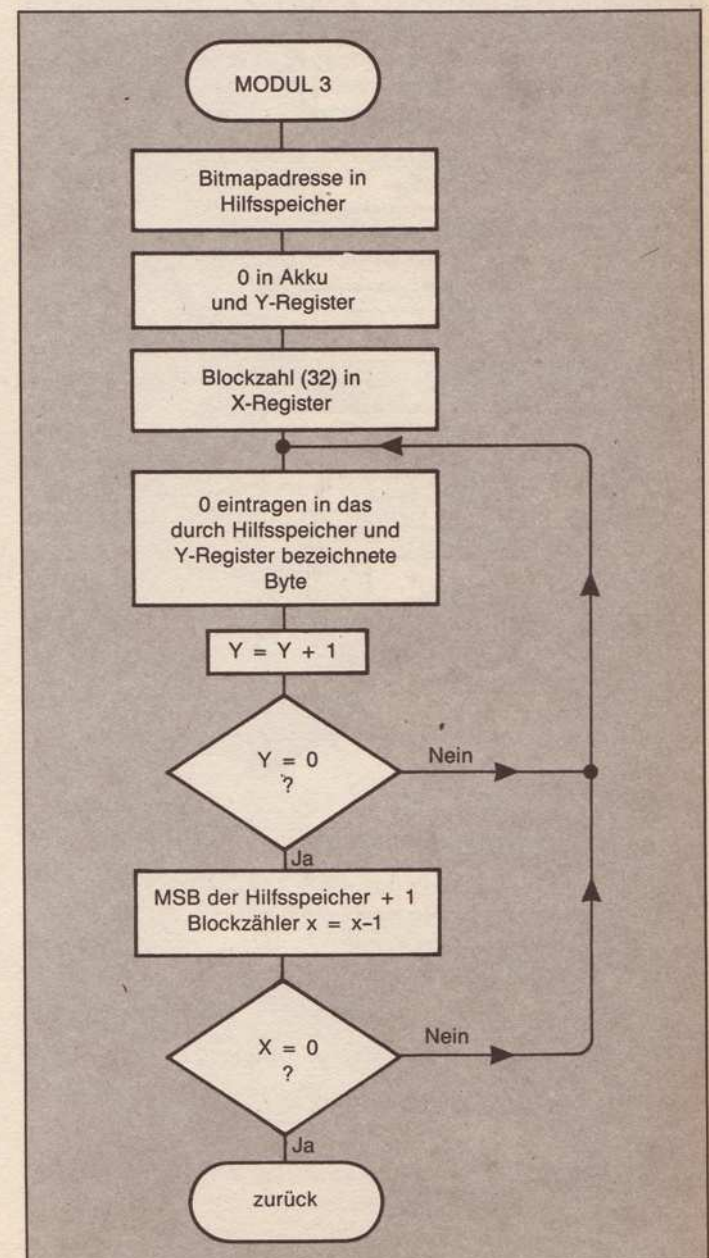 MODUL 3
Bitmapadresse in
Hilfsspeicher
0 in Akku
und Y-Register
Blockzahl (32) in
X-Register
0 eintragen in das
durch Hilfsspeicher und
Y-Register bezeichnete
Byte
Y = Y + 1
Y = 0
?
Nein
Ja
MSB der Hilfsspeicher + 1
Blockzähler x = x–1
X = 0
?
Nein
Ja
zurück